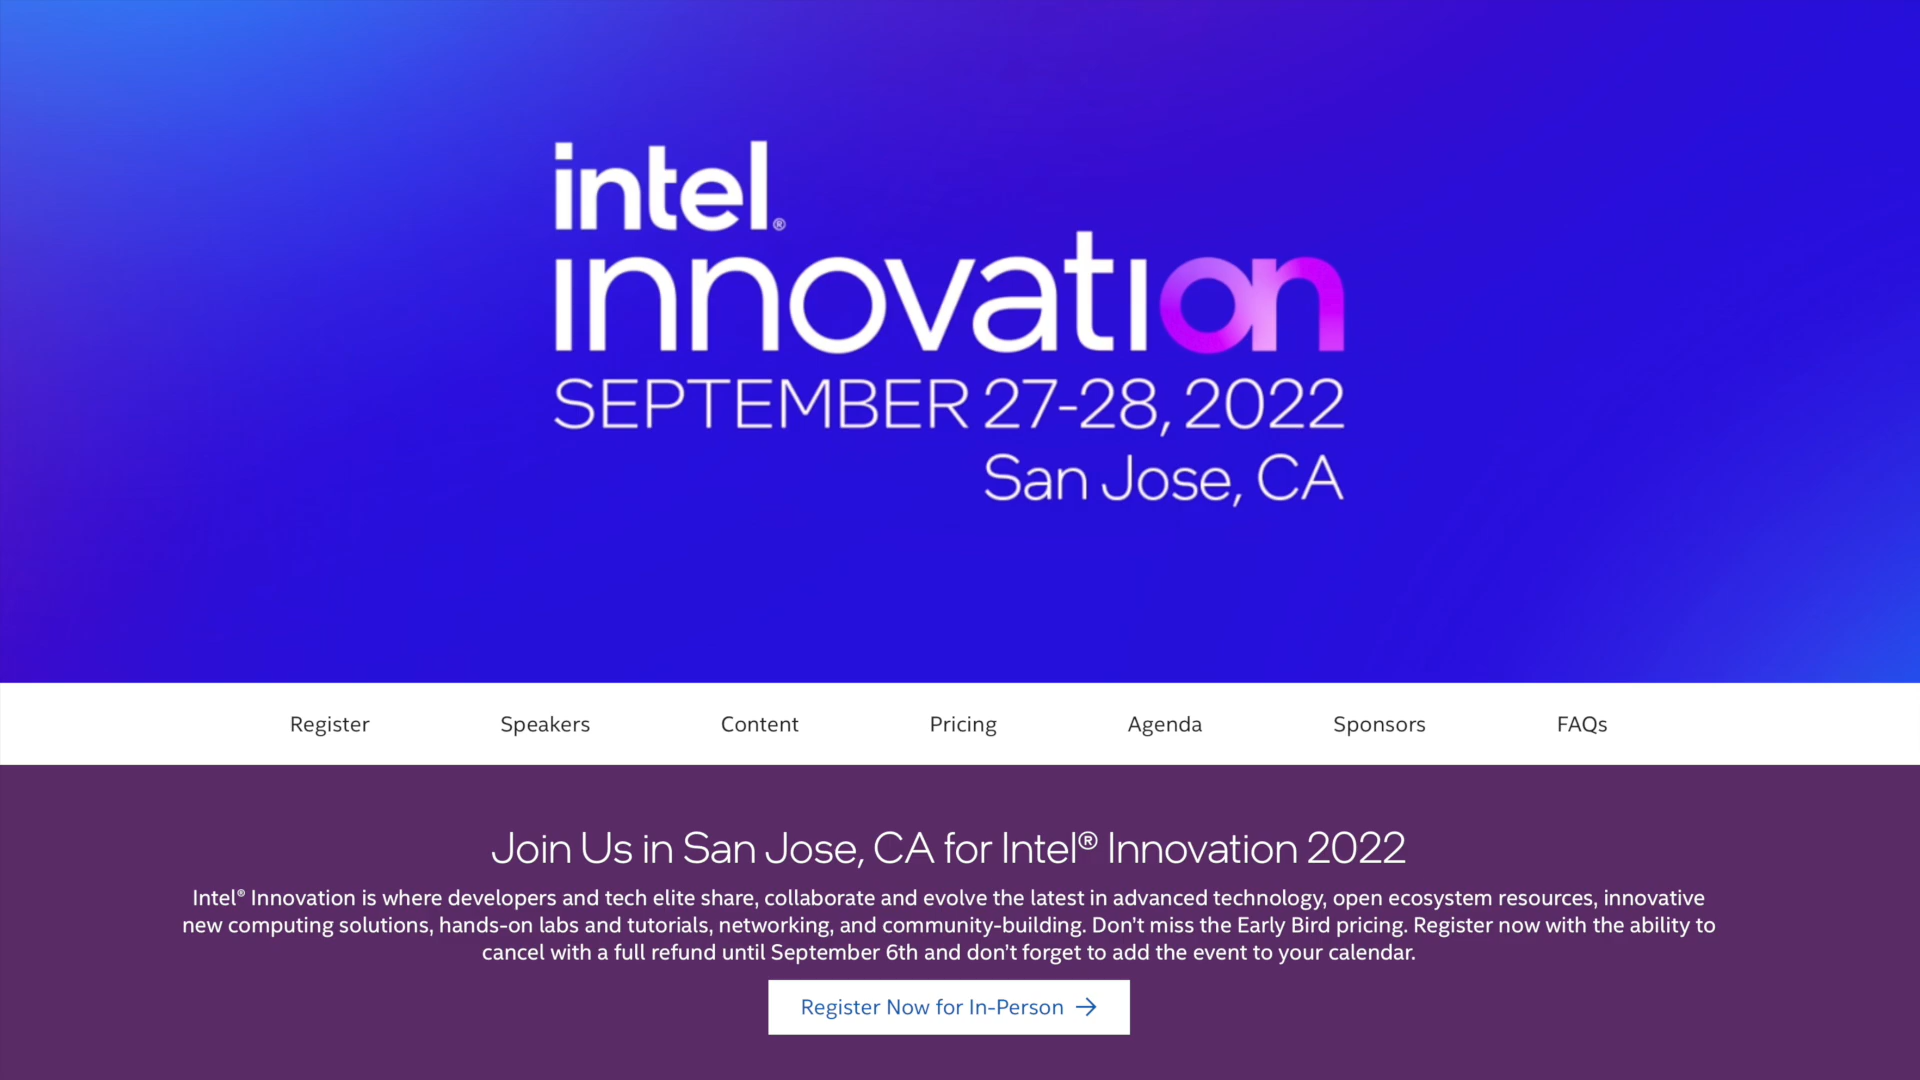 intel®
innovation
SEPTEMBER 27-28, 2022
San Jose, CA
Register Speakers Content Pricing Agenda Sponsors FAQs
Join Us in San Jose, CA for Intel® Innovation 2022
Intel® Innovation is where developers and tech elite share, collaborate and evolve the latest in advanced technology, open ecosystem resources, innovative
new computing solutions, hands-on labs and tutorials, networking, and community-building. Don’t miss the Early Bird pricing. Register now with the ability to
cancel with a full refund until September 6th and don’t forget to add the event to your calendar.
Register Now for In-Person →